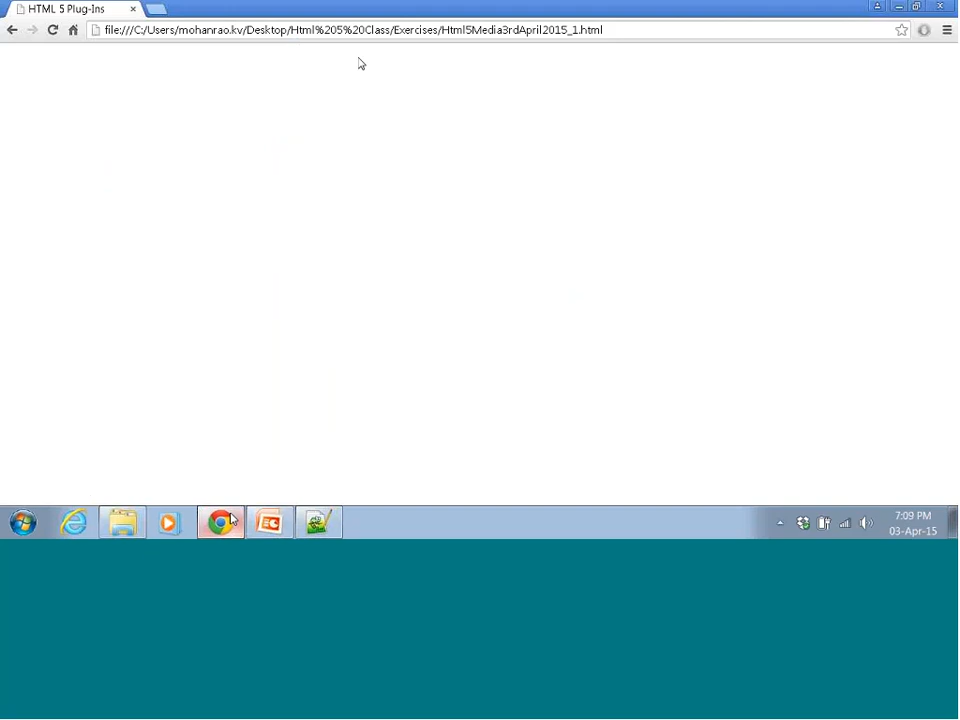 HTML 5 Plug-Ins
file:///C:/Users/mohanrao.kv/Desktop/Html%205%20Class/Exercises/Html5Media3rdApril2015_1.html
7:09 PM
03-Apr-15